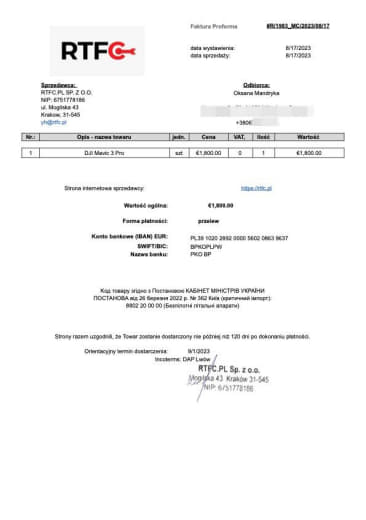 RTFC
Faktura Proforma #R/1983_MC/2023/08/17
data wystawienia: 8/17/2023
data sprzedaży: 8/17/2023
Sprzedawca: Odbiorca:
RTFC.PL SP. Z O.O. Oksana Mandryka
NIP: 6751778186
ul. Mogilska 43
Krakow, 31-545
yh@rtfc.pl +3806
Nr.: Opis - nazwa towaru jedn. Cena VAT, Ilość Wartość
1 DJI Mavic 3 Pro szt. €1,800.00 0 1 €1,800.00
Strona internetowa sprzedawcy: https://rtfc.pl
Wartość ogólna: €1,800.00
Forma płatności: przelew
Konto bankowe (IBAN) EUR: PL39 1020 2892 0000 5602 0863 9637
SWIFT/BIC: BPKOPLPW
Nazwa banku: PKO BP
Код товару згідно з Постановою КАБІНЕТ МІНІСТРІВ УКРАЇНИ
ПОСТАНОВА від 26 березня 2022 р. № 362 Київ (критичний імпорт):
8802 20 00 00 (Безпілотні літальні апарати)
Strony razem uzgodnili, że Towar zostanie dostarczony nie później niż 120 dni po dokonaniu płatności.
Orientacyjny termin dostarczenia: 9/1/2023
Incoterms: DAP Lwów
RTFC.PL Sp. z o.o.
Mogilska 43 Kraków 31-545
NIP: 6751778186